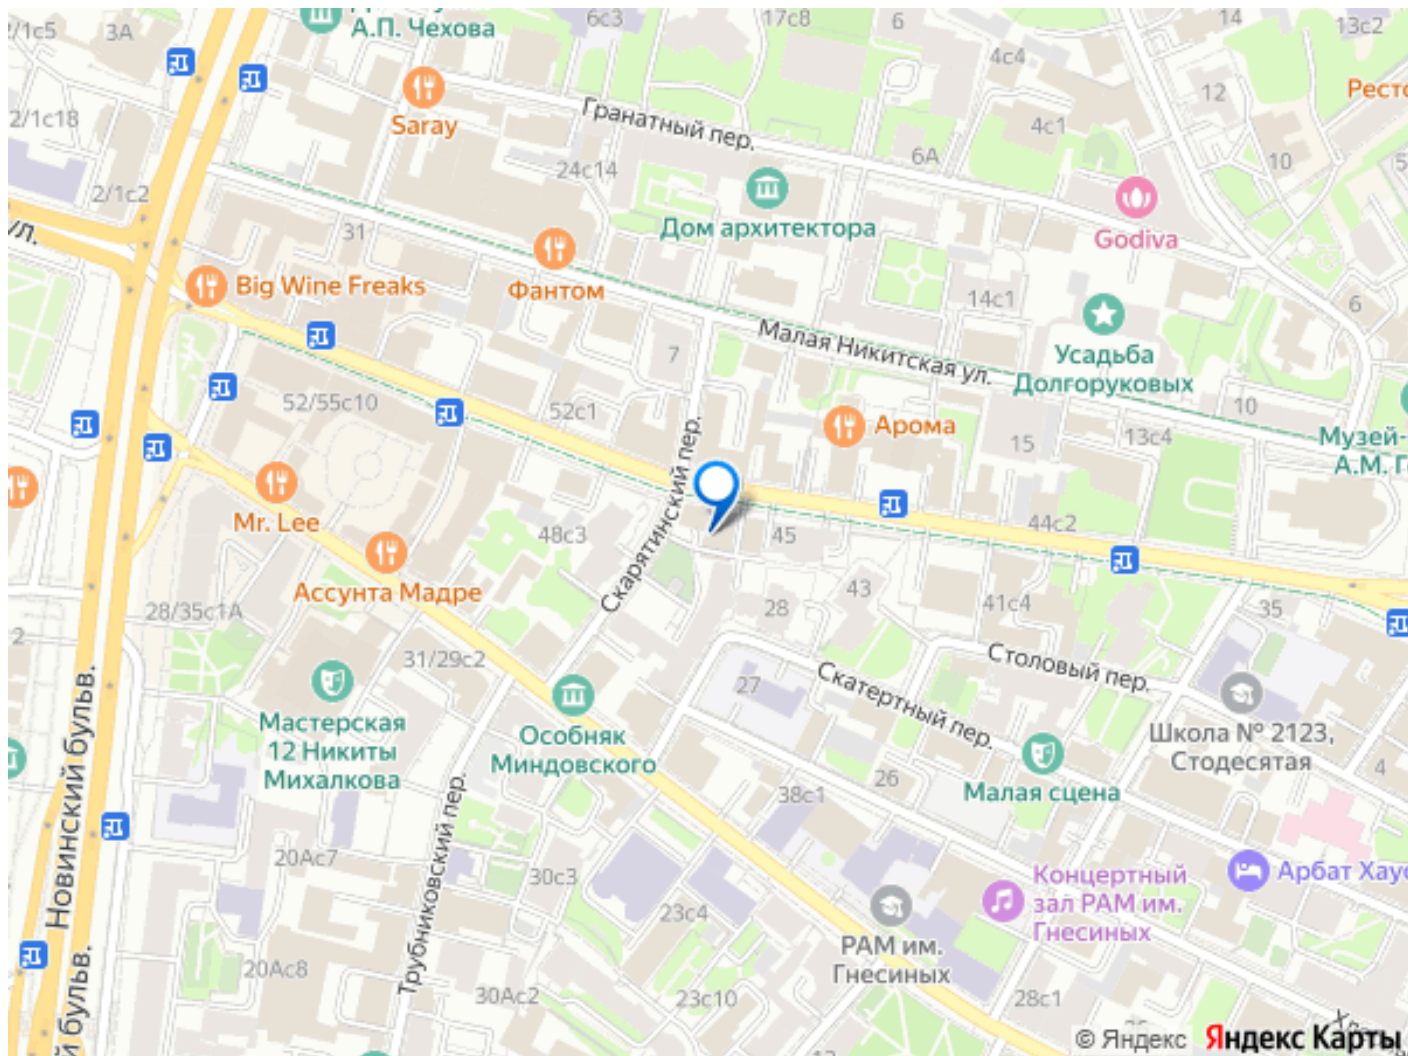 2/1с5
3А
А.П. Чехова
6с3
17с8
6
14
13с2
4с4
Saray
Гранатный пер.
12
Ресто
2/1с18
4с1
6А
10
5
24с14
2/1с2
Дом архитектора
Godiva
ул.
31
Big Wine Freaks
Фантом
14с1
6
Малая Никитская ул.
Усадьба
Долгоруковых
7
52/55с10
52с1
Арома
15
10
13с4
Музей-
А.М. Г
Скарятинский пер.
Mr. Lee
48с3
45
44с2
Ассунта Мадре
28/35с1А
28
43
41с4
35
2
31/29с2
Столовый пер.
27
Скатертный пер.
Мастерская
12 Никиты
Михалкова
Особняк
Миндовского
Школа № 2123,
Стодесятая
4
26
Малая сцена
38с1
Новинский бульв.
Трубниковский пер.
20Ас7
30с3
Концертный
зал РАМ им.
Гнесиных
Арбат Хаус
23с4
РАМ им.
Гнесиных
20Ас8
30Ас2
23с10
28с1
й бульв.
12
© Яндекс
Яндекс Карты